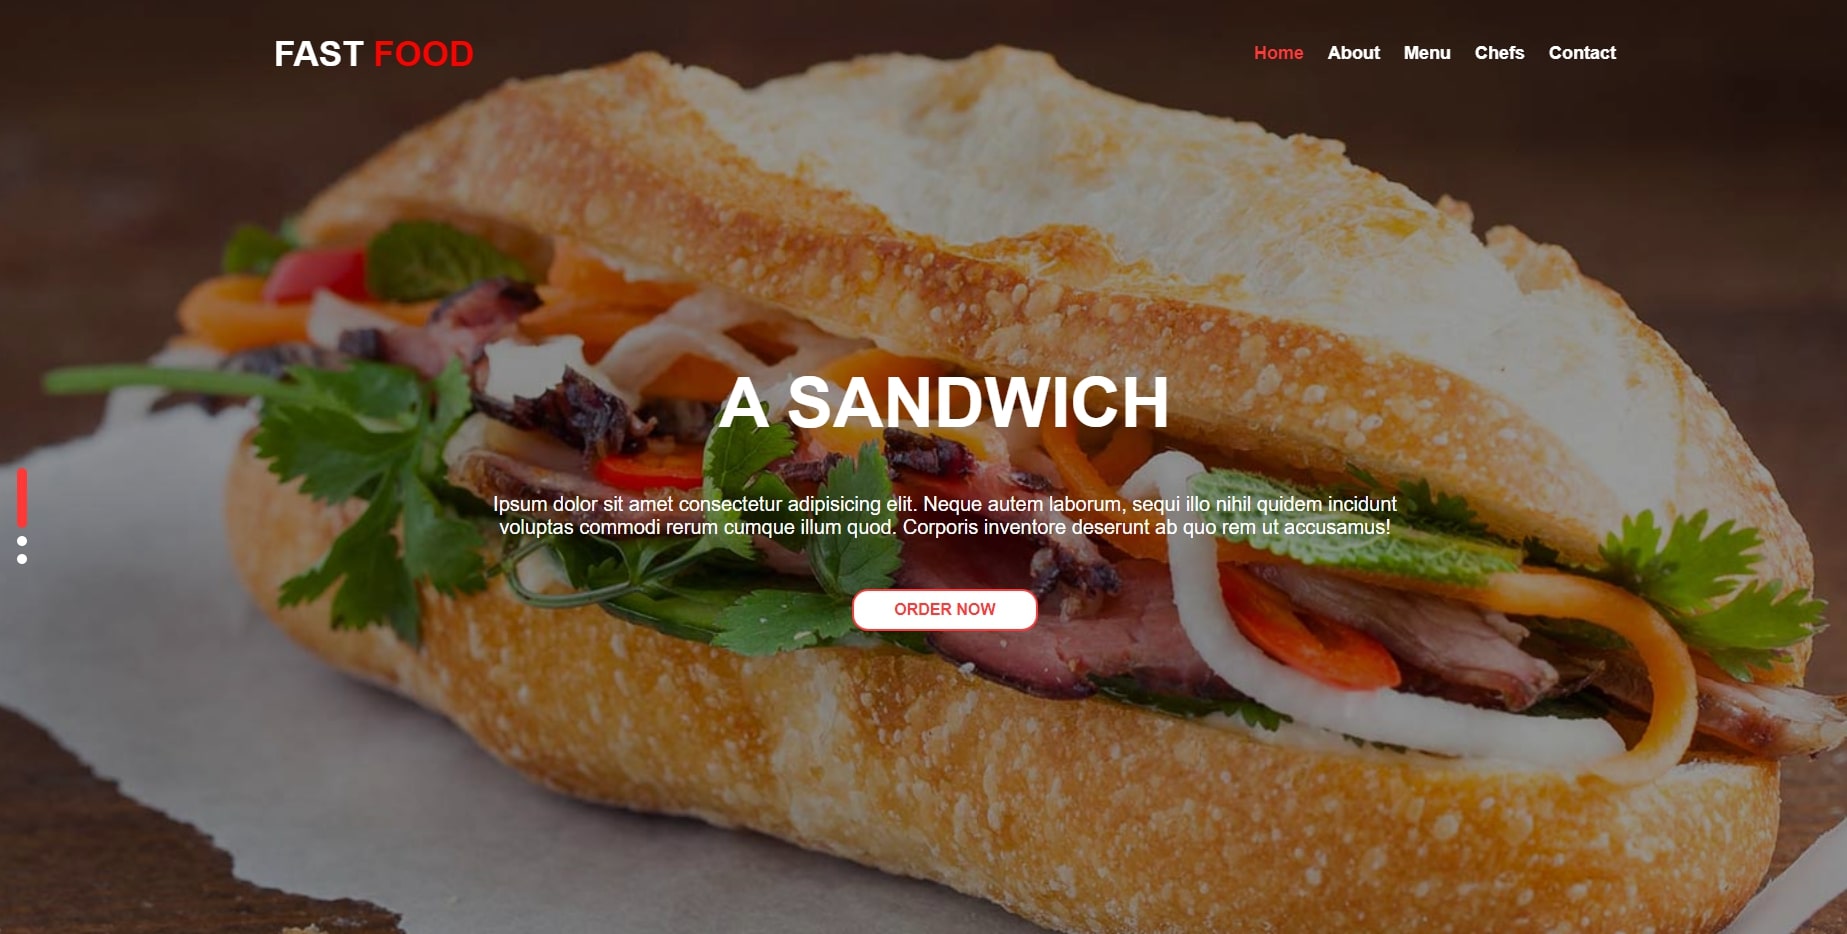 FAST FOOD
Home About Menu Chefs Contact
A SANDWICH
Ipsum dolor sit amet consectetur adipisicing elit. Neque autem laborum, sequi illo nihil quidem incidunt
voluptas commodi rerum cumque illum quod. Corporis inventore deserunt ab quo rem ut accusamus!
ORDER NOW